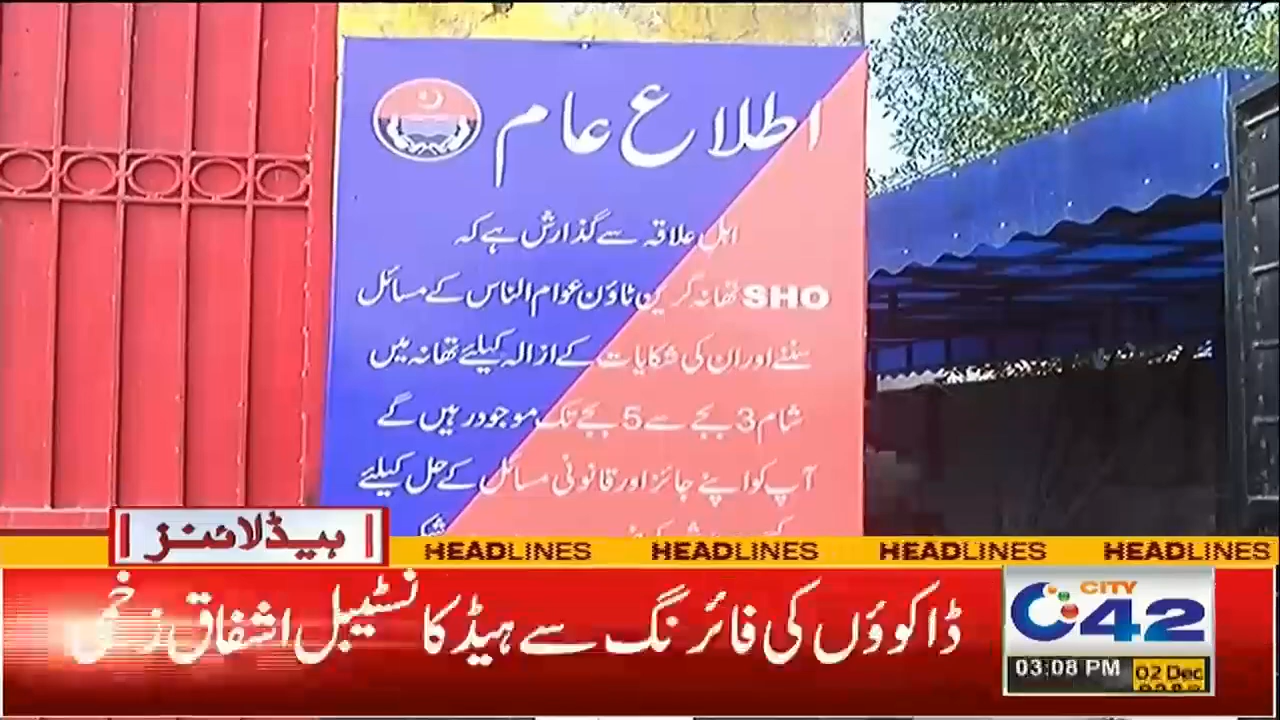 اطلاع عام
اہل علاقہ سے گذارش ہے کہ
SHO تھانہ گرین ٹاؤن عوام الناس کے مسائل
سننے اور ان کی شکایات کے ازالہ کیلئے تھانہ میں
شام 3 بجے سے 5 بجے تک موجود رہیں گے
آپ کو اپنے جائز اور قانونی مسائل کے حل کیلئے
ہیڈلائنز
HEADLINES HEADLINES HEADLINES HEADLINES
ڈاکوؤں کی فائرنگ سے ہیڈ کانسٹیبل اشفاق زخمی
CITY
42
03:08 PM
02 Dec